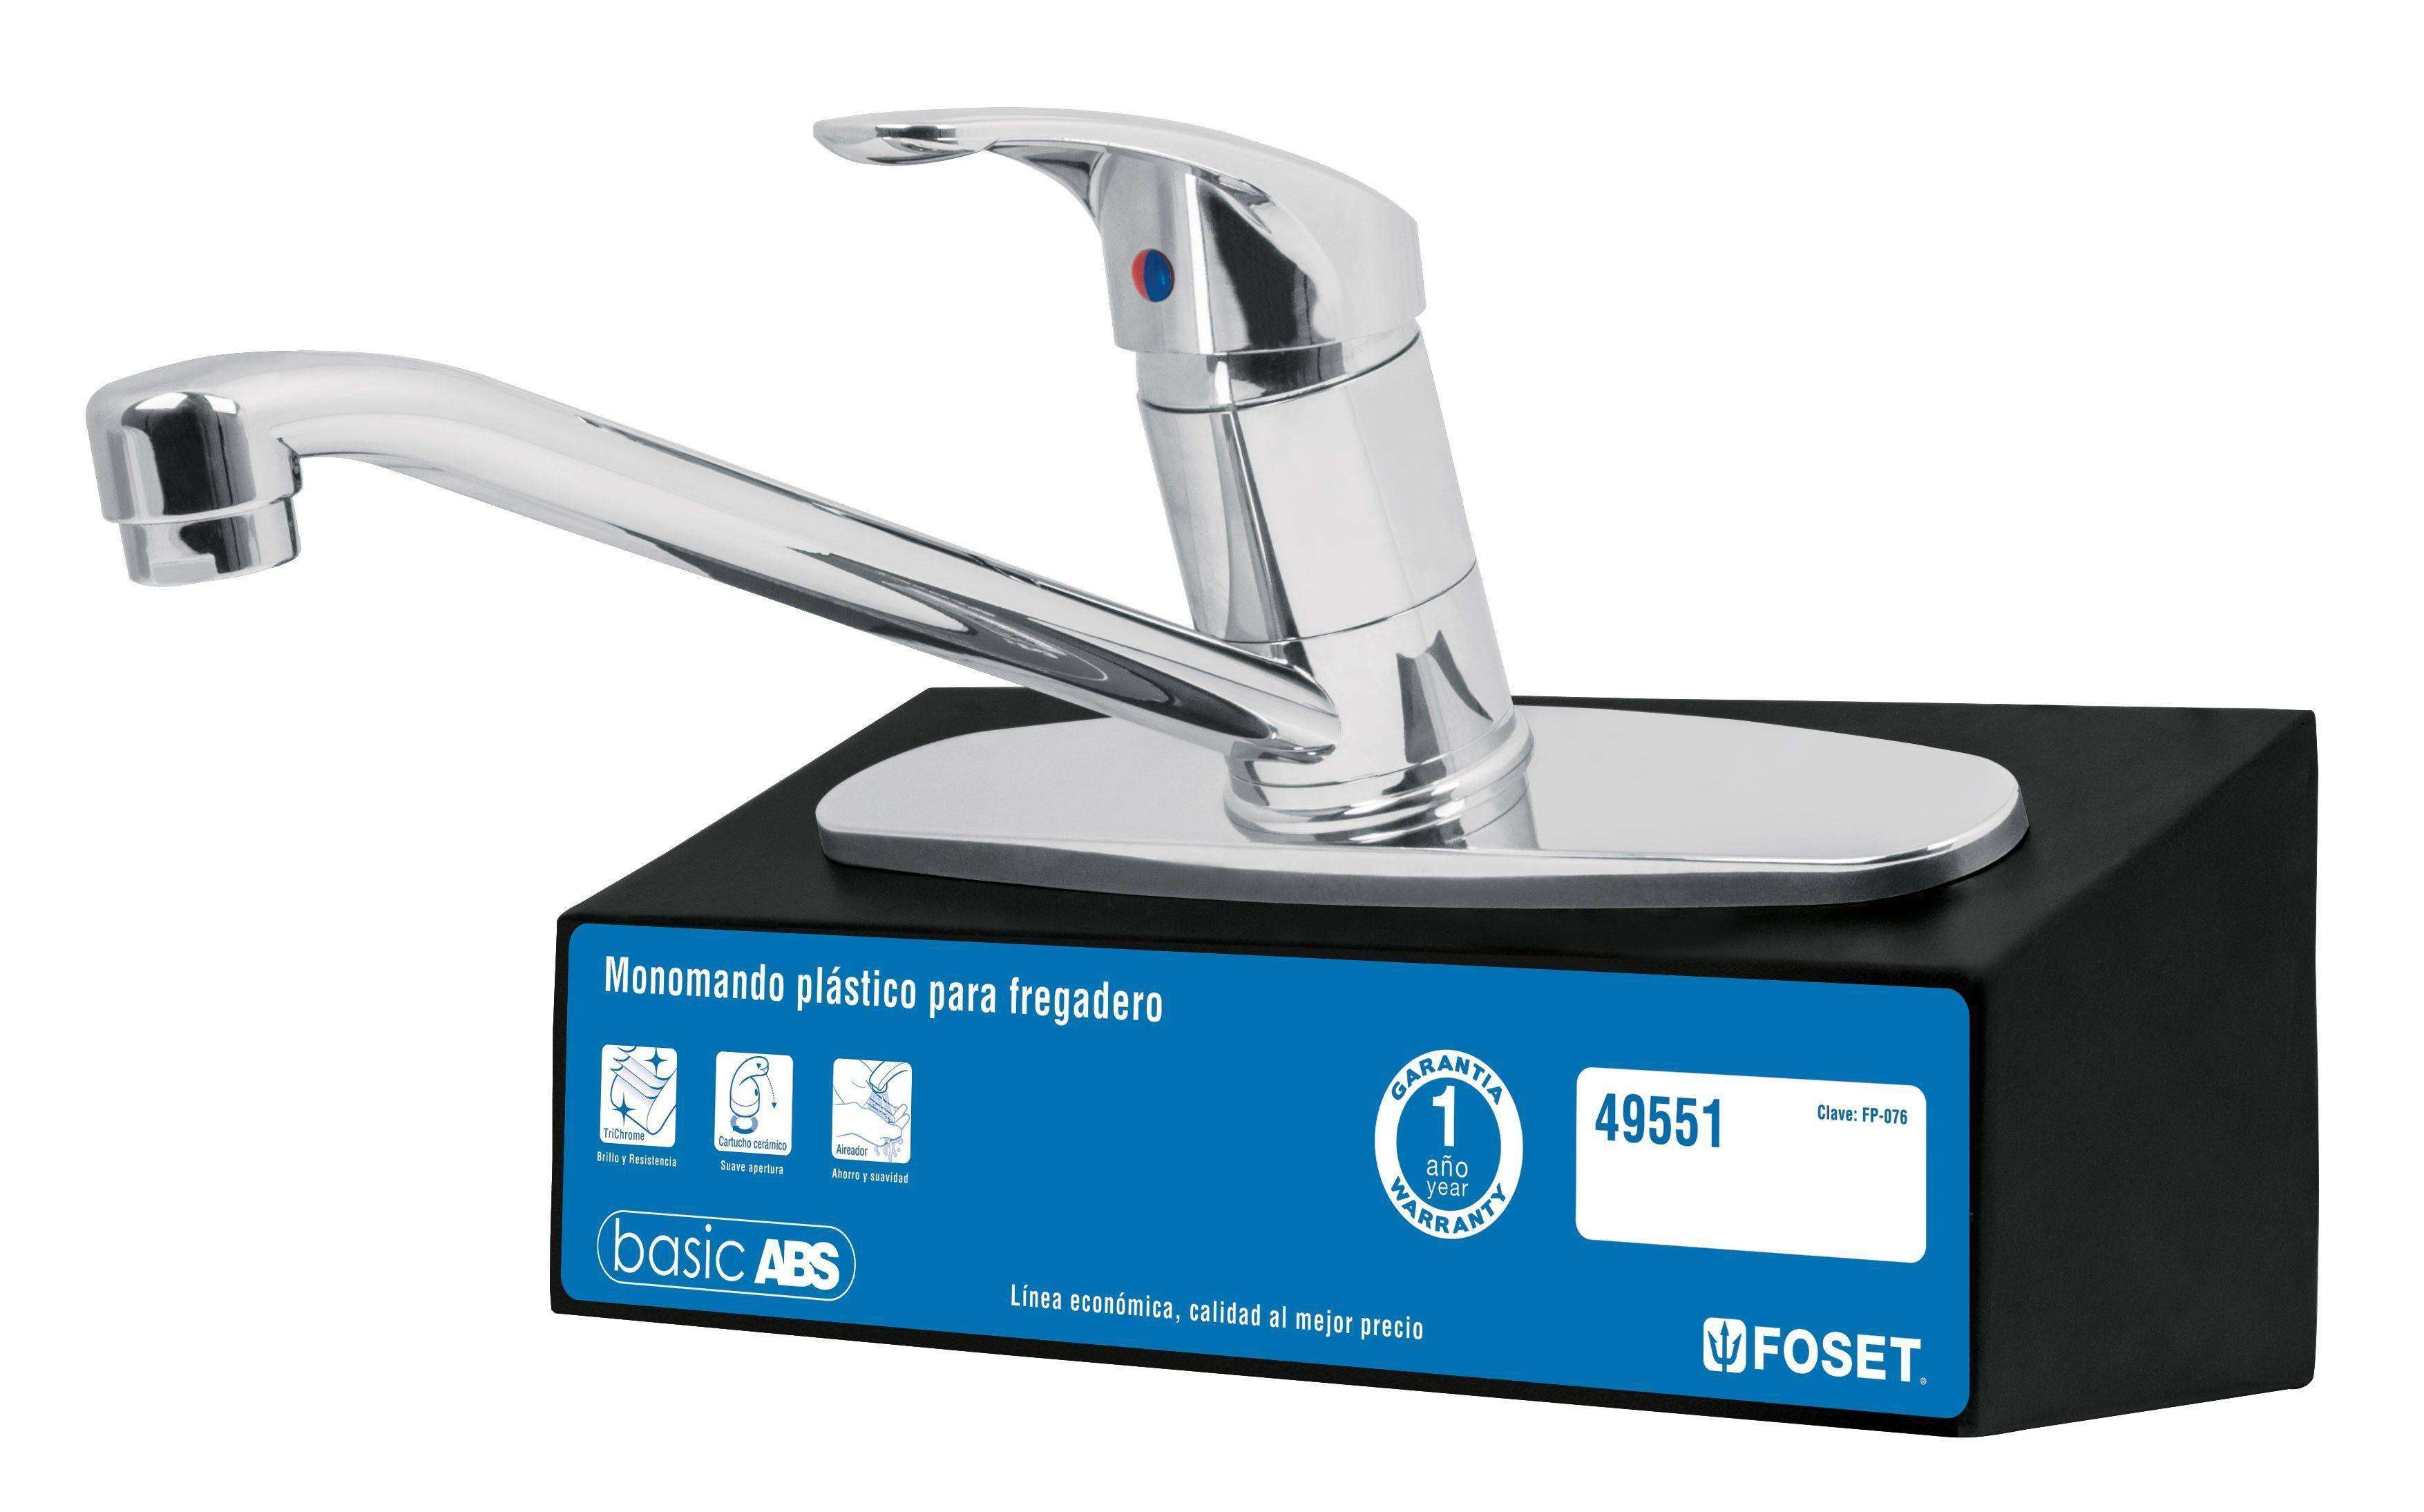 Monomando plástico para fregadero
TriChrome
Brillo y Resistencia
Cartucho cerámico
Suave apertura
Aireador
Ahorro y suavidad
GARANTIA
1
año
year
WARRANTY
49551
Clave: FP-076
basic ABS
Línea económica, calidad al mejor precio
FOSET®